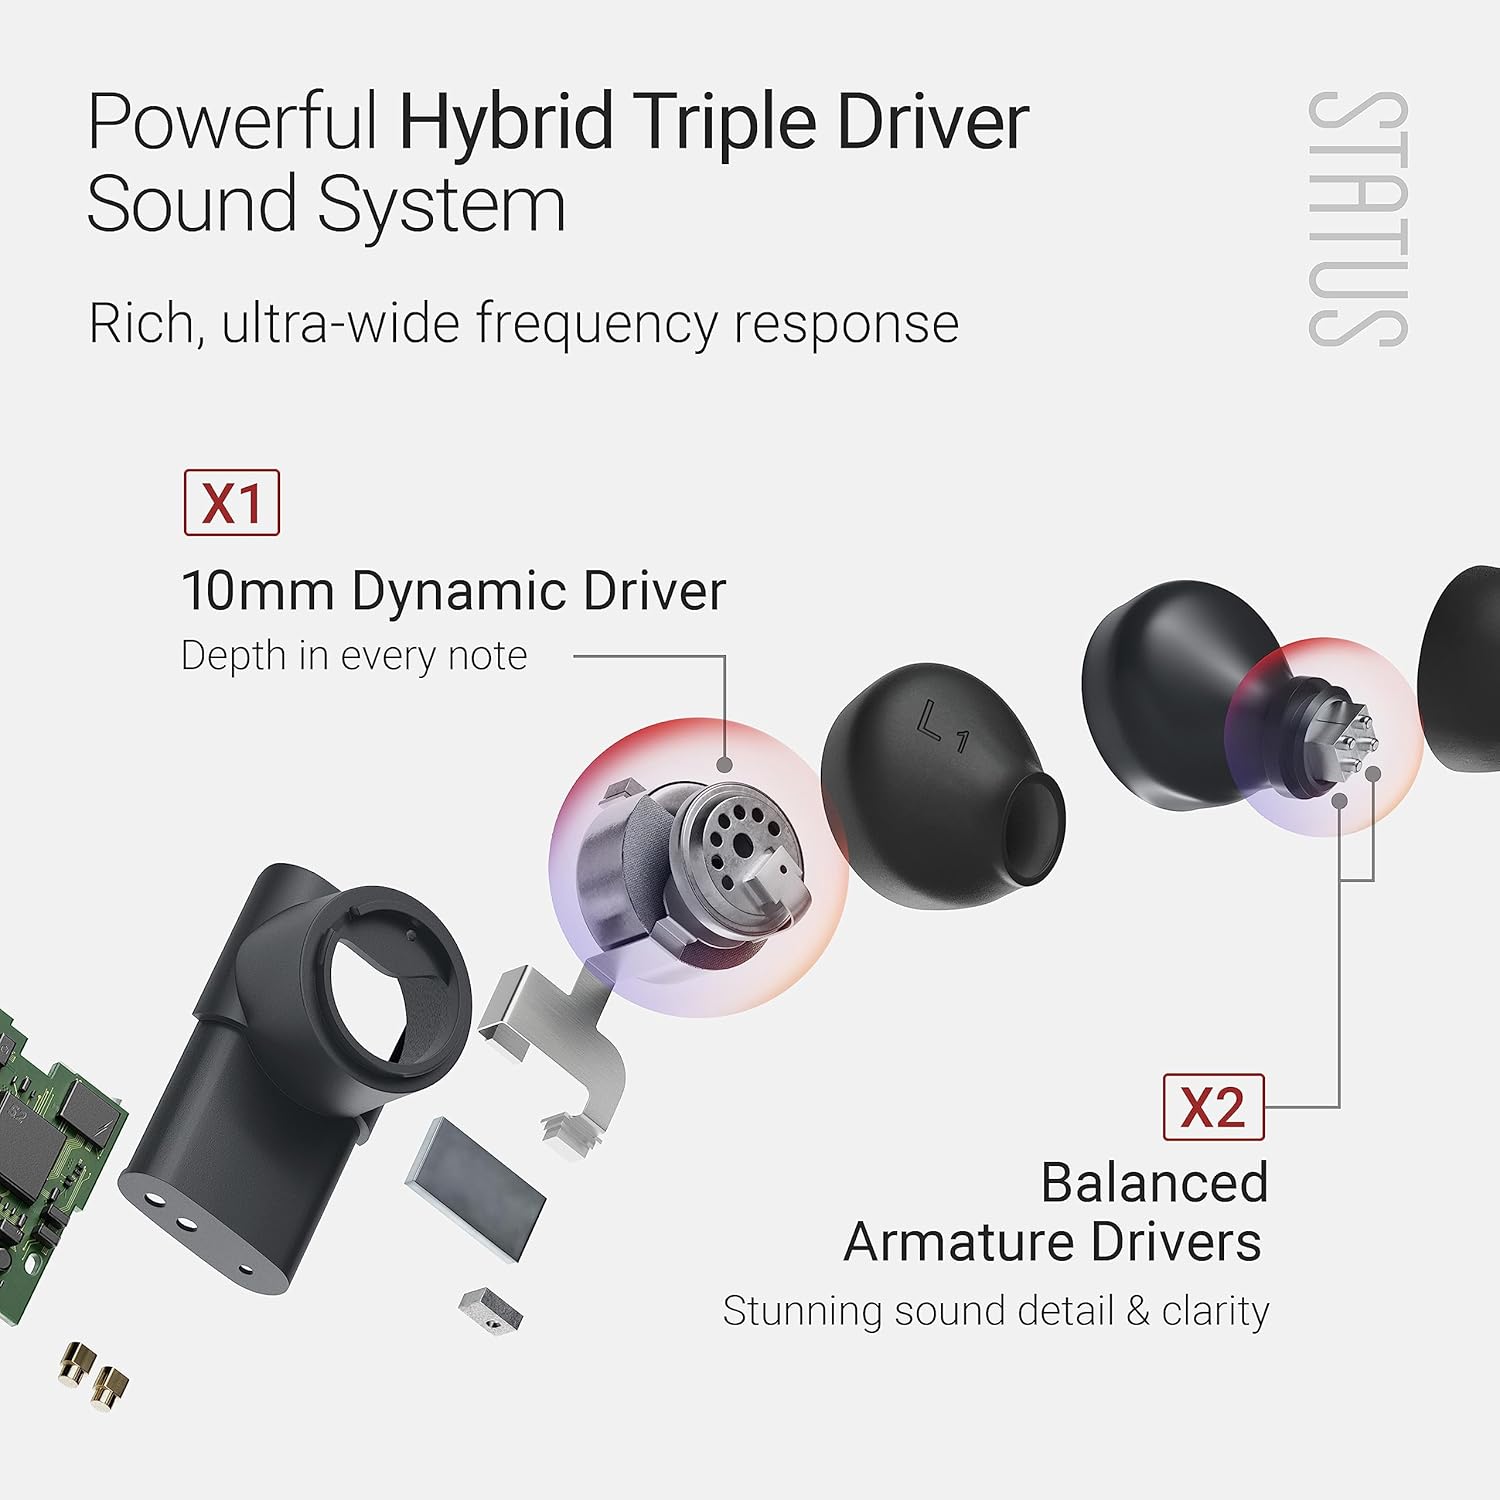 Powerful Hybrid Triple Driver
Sound System
Rich, ultra-wide frequency response
STATUS
X1
10mm Dynamic Driver
Depth in every note
L 1
X2
Balanced
Armature Drivers
Stunning sound detail & clarity